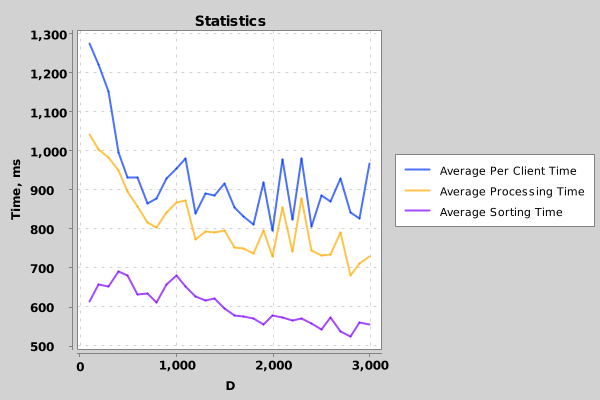 Statistics
1,300
1,200
1,100
1,000
900
800
700
600
500
Time, ms
0
1,000
2,000
3,000
D
Average Per Client Time
Average Processing Time
Average Sorting Time